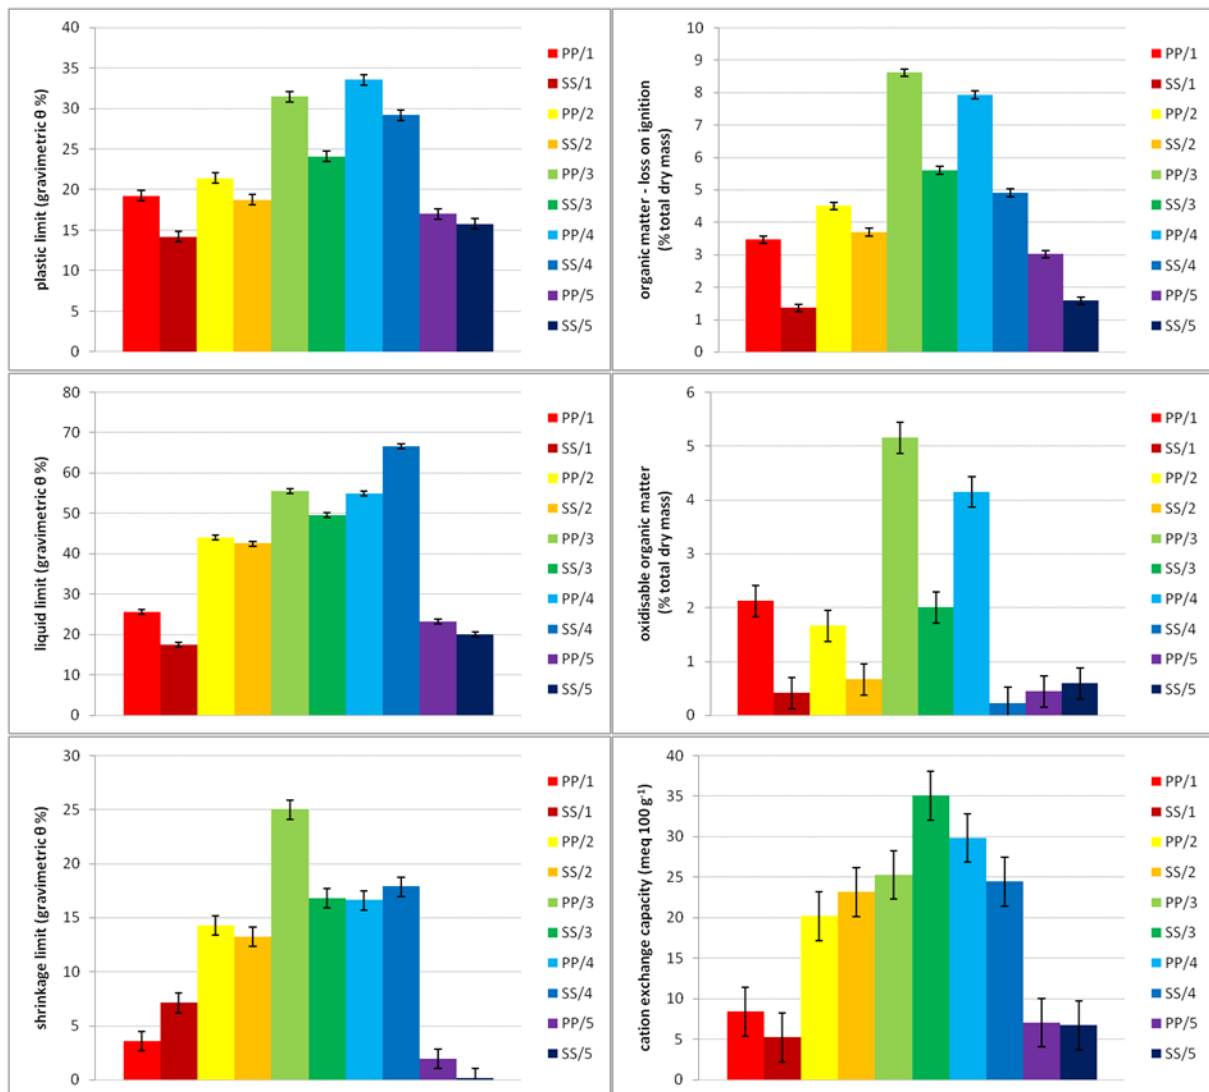 40
35
30
25
20
15
10
5
0
plastic limit (gravimetric θ %)
PP/1
SS/1
PP/2
SS/2
PP/3
SS/3
PP/4
SS/4
PP/5
SS/5
10
9
8
7
6
5
4
3
2
1
0
organic matter - loss on ignition
(% total dry mass)
PP/1
SS/1
PP/2
SS/2
PP/3
SS/3
PP/4
SS/4
PP/5
SS/5
80
70
60
50
40
30
20
10
0
liquid limit (gravimetric θ %)
PP/1
SS/1
PP/2
SS/2
PP/3
SS/3
PP/4
SS/4
PP/5
SS/5
6
5
4
3
2
1
0
oxidisable organic matter
(% total dry mass)
PP/1
SS/1
PP/2
SS/2
PP/3
SS/3
PP/4
SS/4
PP/5
SS/5
30
25
20
15
10
5
0
shrinkage limit (gravimetric θ %)
PP/1
SS/1
PP/2
SS/2
PP/3
SS/3
PP/4
SS/4
PP/5
SS/5
40
35
30
25
20
15
10
5
0
cation exchange capacity (meq 100 g⁻¹)
PP/1
SS/1
PP/2
SS/2
PP/3
SS/3
PP/4
SS/4
PP/5
SS/5